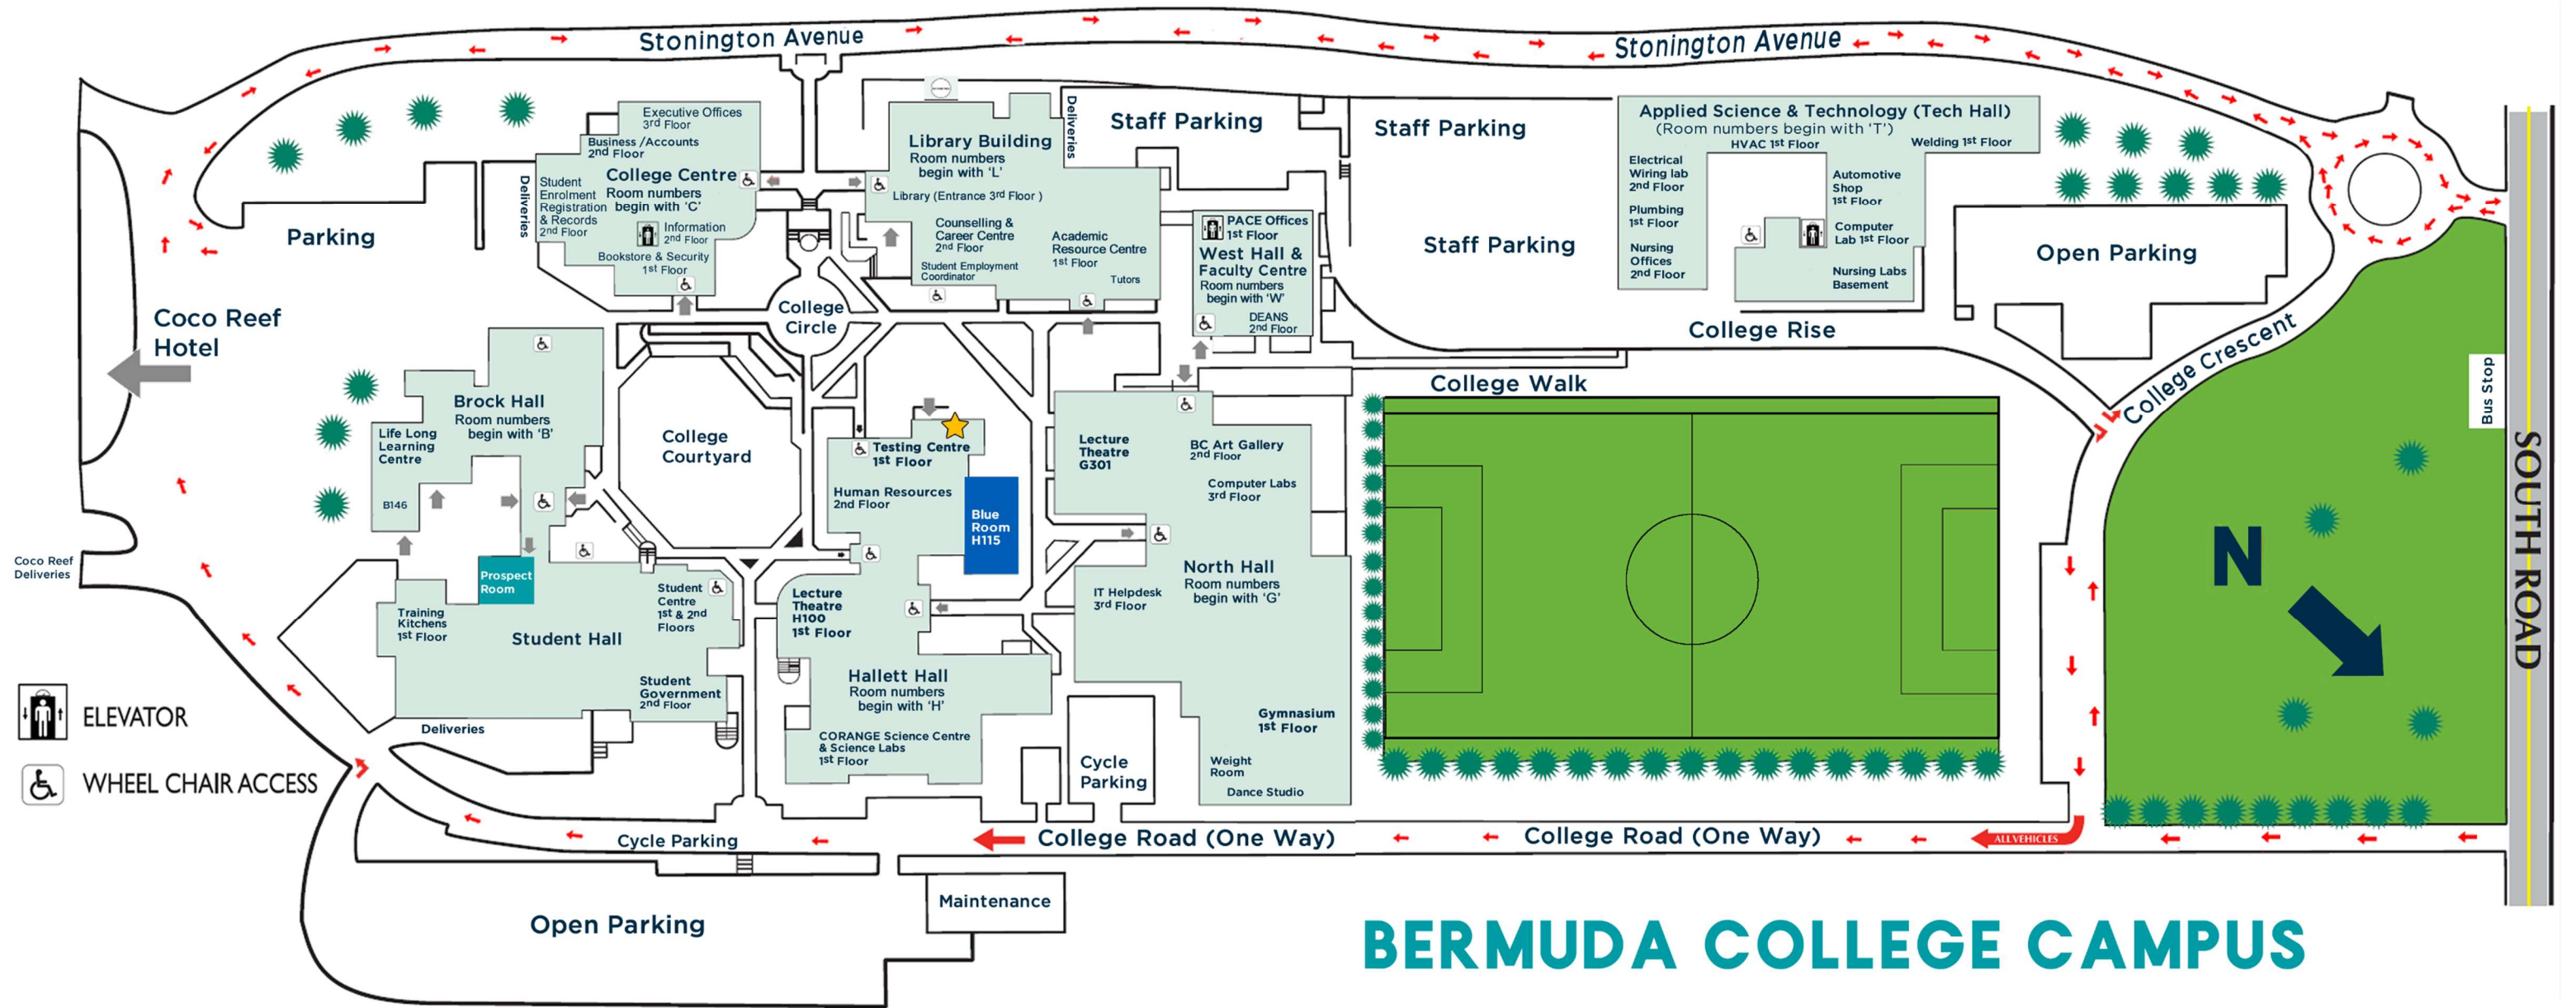 Stonington Avenue
Stonington Avenue
Executive Offices
3rd Floor
Business /Accounts
2nd Floor
College Centre
Room numbers
begin with ‘C’
Student
Enrolment
Registration
& Records
2nd Floor
Information
2nd Floor
Bookstore & Security
1st Floor
Deliveries
Parking
Library Building
Room numbers
begin with ‘L’
Library (Entrance 3rd Floor )
Counselling &
Career Centre
2nd Floor
Student Employment
Coordinator
Academic
Resource Centre
1st Floor
Tutors
Deliveries
Staff Parking
Staff Parking
Staff Parking
PACE Offices
1st Floor
West Hall &
Faculty Centre
Room numbers
begin with ‘W’
DEANS
2nd Floor
Applied Science & Technology (Tech Hall)
(Room numbers begin with ‘T’)
HVAC 1st Floor
Welding 1st Floor
Electrical
Wiring lab
2nd Floor
Plumbing
1st Floor
Nursing
Offices
2nd Floor
Automotive
Shop
1st Floor
Computer
Lab 1st Floor
Nursing Labs
Basement
Open Parking
College Rise
College Crescent
College Walk
Bus Stop
SOUTH ROAD
N
Coco Reef
Hotel
Coco Reef
Deliveries
College
Circle
College
Courtyard
Brock Hall
Room numbers
begin with ‘B’
Life Long
Learning
Centre
B146
Prospect
Room
Training
Kitchens
1st Floor
Student Hall
Student
Centre
1st & 2nd
Floors
Student
Government
2nd Floor
Deliveries
Testing Centre
1st Floor
Human Resources
2nd Floor
Blue
Room
H115
Lecture
Theatre
H100
1st Floor
Hallett Hall
Room numbers
begin with ‘H’
CORANGE Science Centre
& Science Labs
1st Floor
Lecture
Theatre
G301
BC Art Gallery
2nd Floor
Computer Labs
3rd Floor
North Hall
Room numbers
begin with ‘G’
IT Helpdesk
3rd Floor
Gymnasium
1st Floor
Weight
Room
Dance Studio
Cycle
Parking
ELEVATOR
WHEEL CHAIR ACCESS
Cycle Parking
College Road (One Way)
College Road (One Way)
ALL VEHICLES
Maintenance
Open Parking
BERMUDA COLLEGE CAMPUS